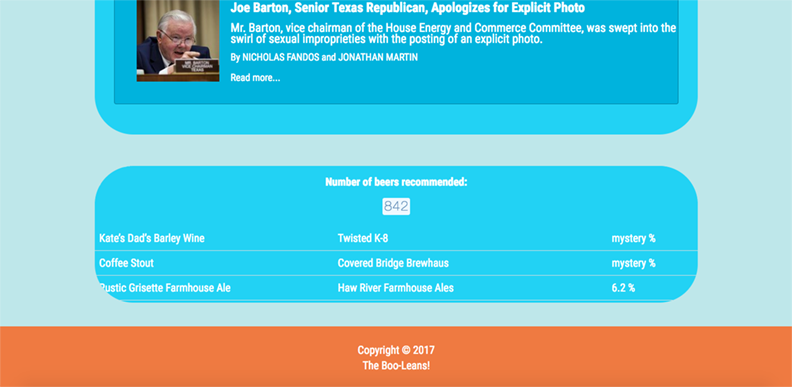 Joe Barton, Senior Texas Republican, Apologizes for Explicit Photo
Mr. Barton, vice chairman of the House Energy and Commerce Committee, was swept into the
swirl of sexual improprieties with the posting of an explicit photo.
By NICHOLAS FANDOS and JONATHAN MARTIN
Read more...
MR. BARTON
VICE CHAIRMAN
TEXAS
Number of beers recommended:
842
Kate's Dad's Barley Wine Twisted K-8 mystery %
Coffee Stout Covered Bridge Brewhaus mystery %
Rustic Grisette Farmhouse Ale Haw River Farmhouse Ales 6.2 %
Copyright © 2017
The Boo-Leans!